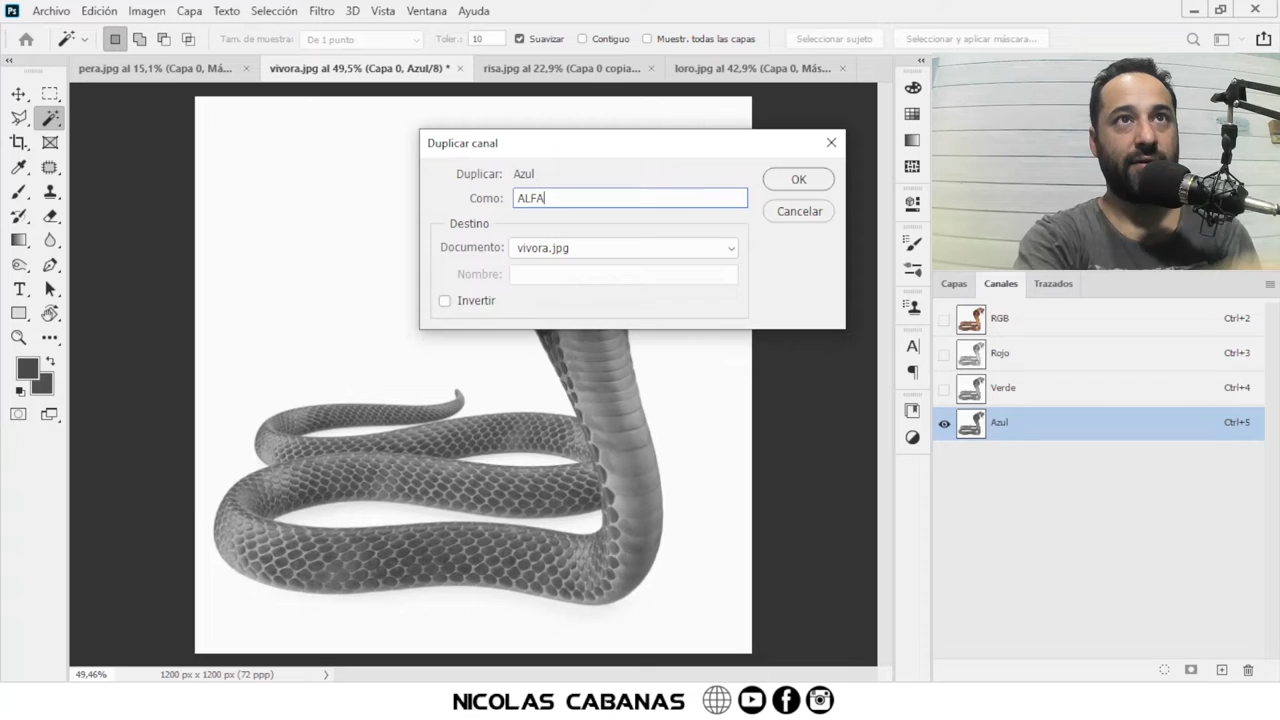 Ps Archivo Edición Imagen Capa Texto Selección Filtro 3D Vista Ventana Ayuda
Tam. de muestra: De 1 punto Toler.: 10 Suavizar Contiguo Muestr. todas las capas Seleccionar sujeto Seleccionar y aplicar máscara...
pera.jpg al 15,1% (Capa 0, Má... × vivora.jpg al 49,5% (Capa 0, Azul/8) * × risa.jpg al 22,9% (Capa 0 copia... × loro.jpg al 42,9% (Capa 0, Más... ×
Duplicar canal
Duplicar: Azul
Como: ALFA
OK
Cancelar
Destino
Documento: vivora.jpg
Nombre:
Invertir
Capas Canales Trazados
RGB Ctrl+2
Rojo Ctrl+3
Verde Ctrl+4
Azul Ctrl+5
49,46% 1200 px x 1200 px (72 ppp)
NICOLAS CABANAS